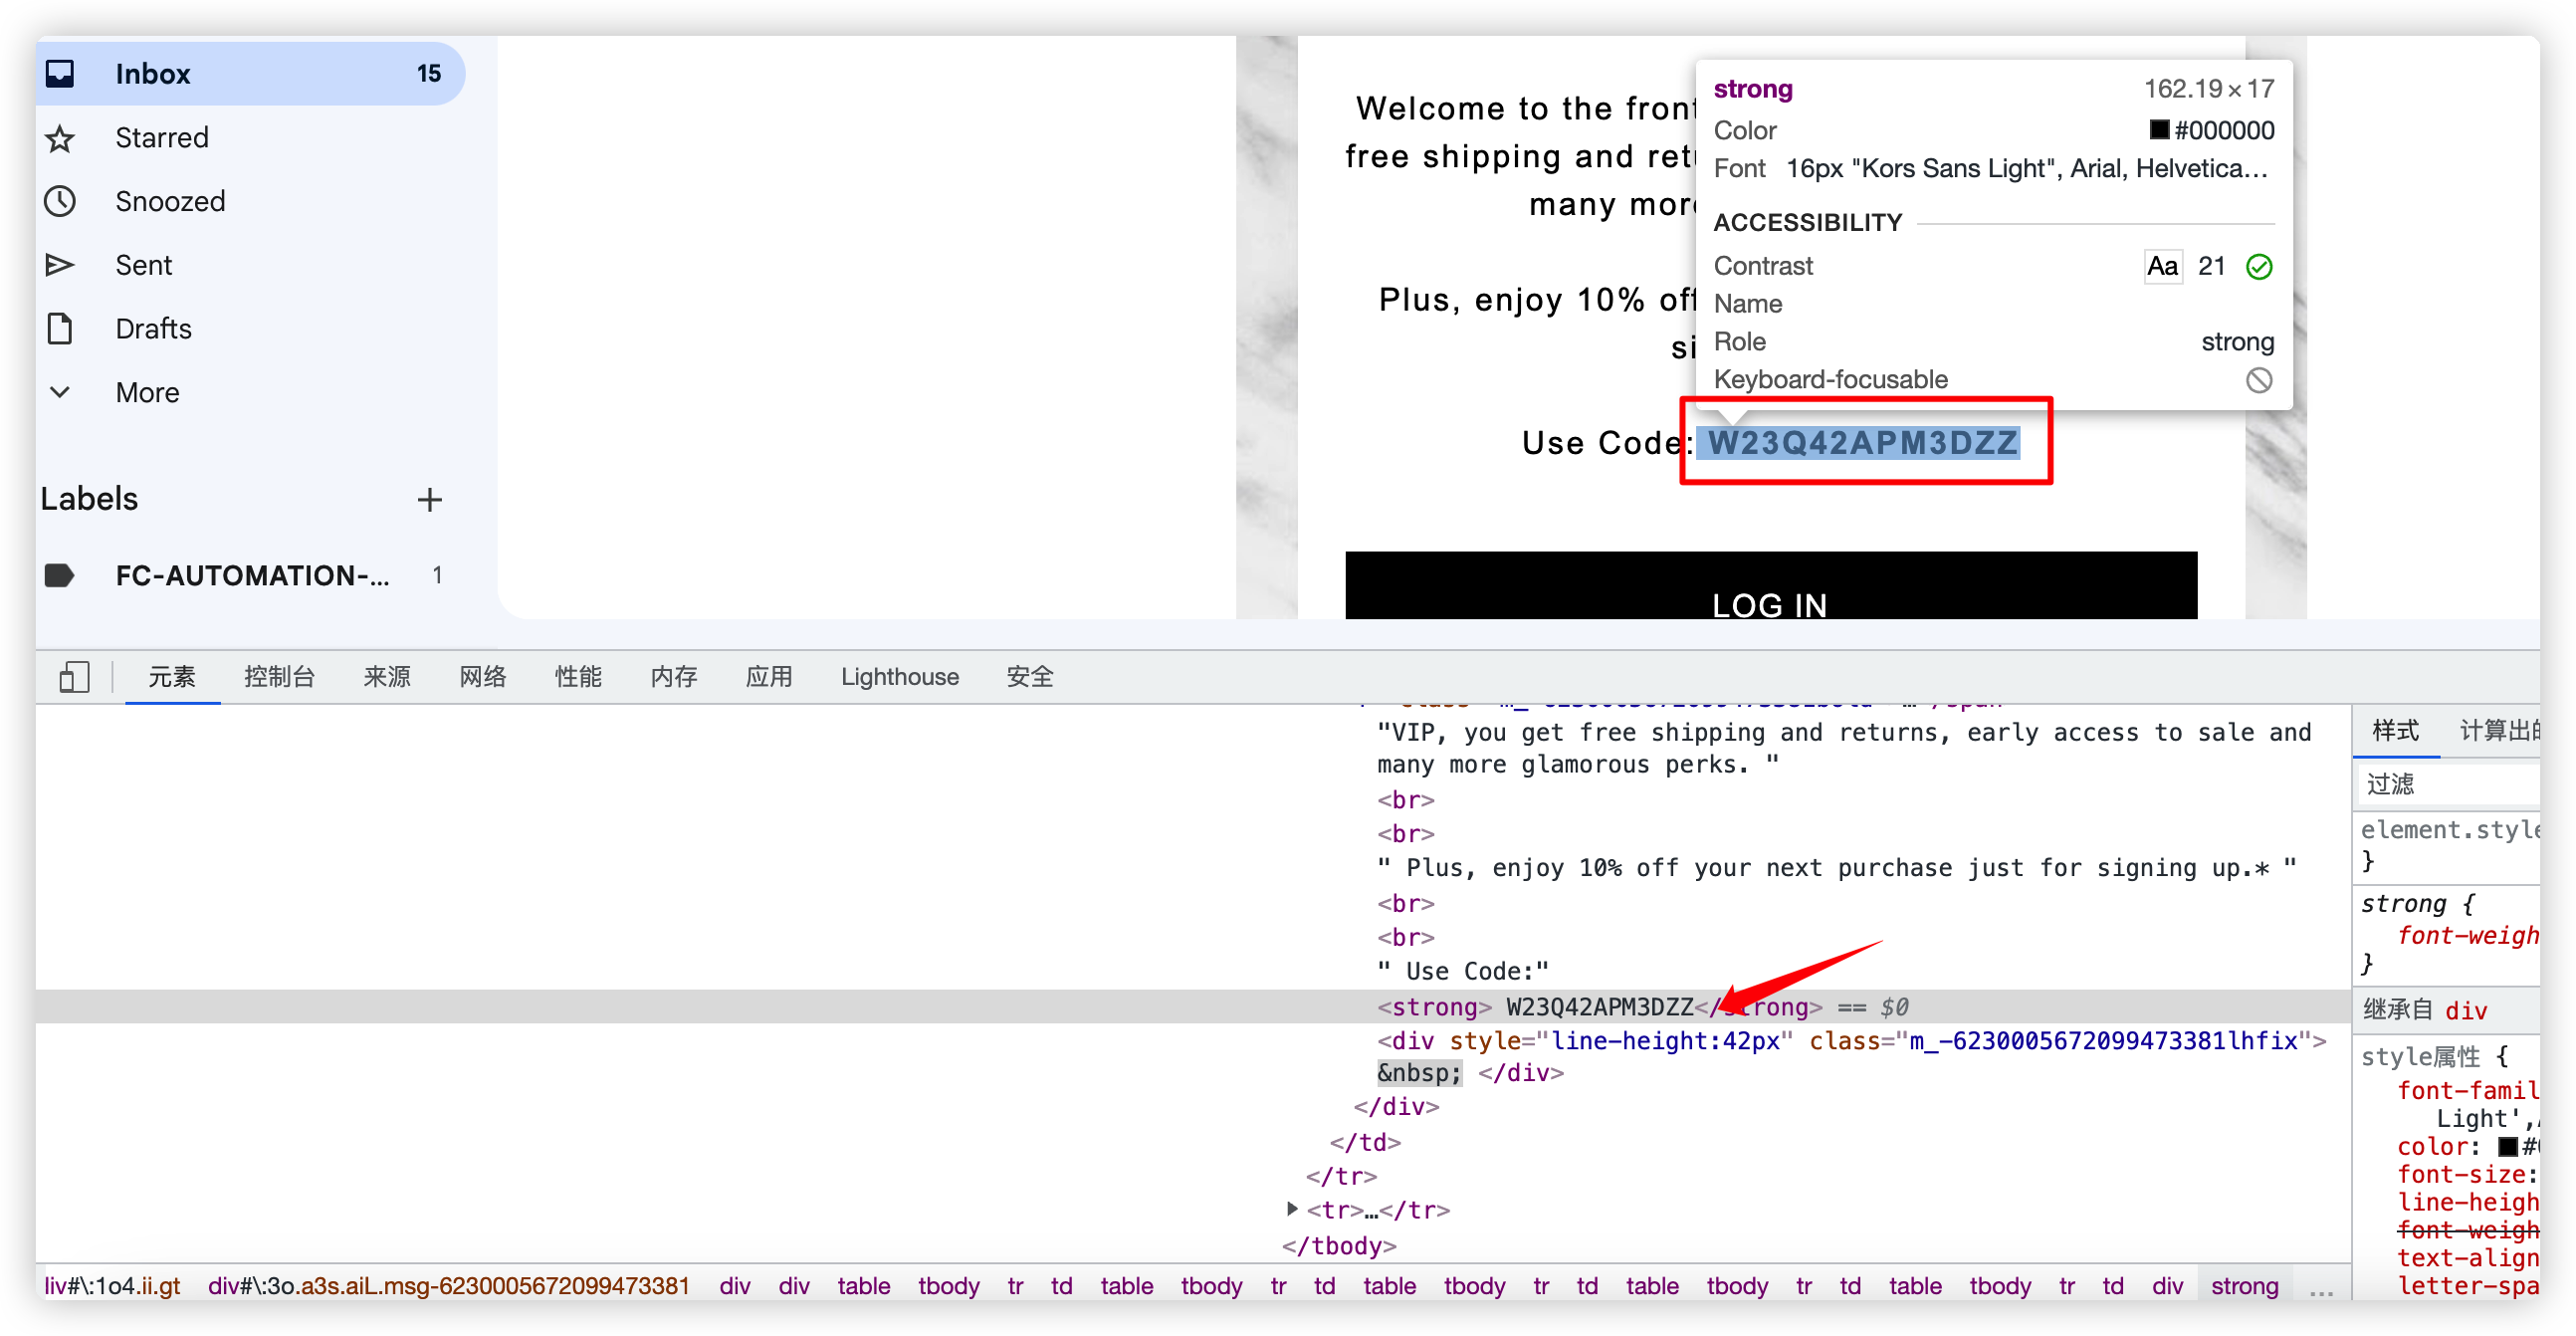 Inbox 15
Starred
Snoozed
Sent
Drafts
More
Labels +
FC-AUTOMATION-... 1
Welcome to the front
free shipping and retu
many more
Plus, enjoy 10% off
si
Use Code: W23Q42APM3DZZ
LOG IN
strong 162.19×17
Color #000000
Font 16px "Kors Sans Light", Arial, Helvetica...
ACCESSIBILITY
Contrast Aa 21
Name
Role strong
Keyboard-focusable
元素 控制台 来源 网络 性能 内存 应用 Lighthouse 安全
"VIP, you get free shipping and returns, early access to sale and
many more glamorous perks. "
<br>
<br>
" Plus, enjoy 10% off your next purchase just for signing up.* "
<br>
<br>
" Use Code:"
<strong> W23Q42APM3DZZ</strong> == $0
<div style="line-height:42px" class="m_-6230005672099473381lhfix">
&nbsp; </div>
</div>
</td>
</tr>
<tr>…</tr>
</tbody>
样式 计算出的
过滤
element.style
}
strong {
font-weigh
}
继承自 div
style属性 {
font-famil
Light',
color: #
font-size:
line-heigh
font-weigh
text-align
letter-spa
liv#\:1o4.ii.gt div#\:3o.a3s.aiL.msg-6230005672099473381 div div table tbody tr td table tbody tr td table tbody tr td table tbody tr td table tbody tr td div strong ...